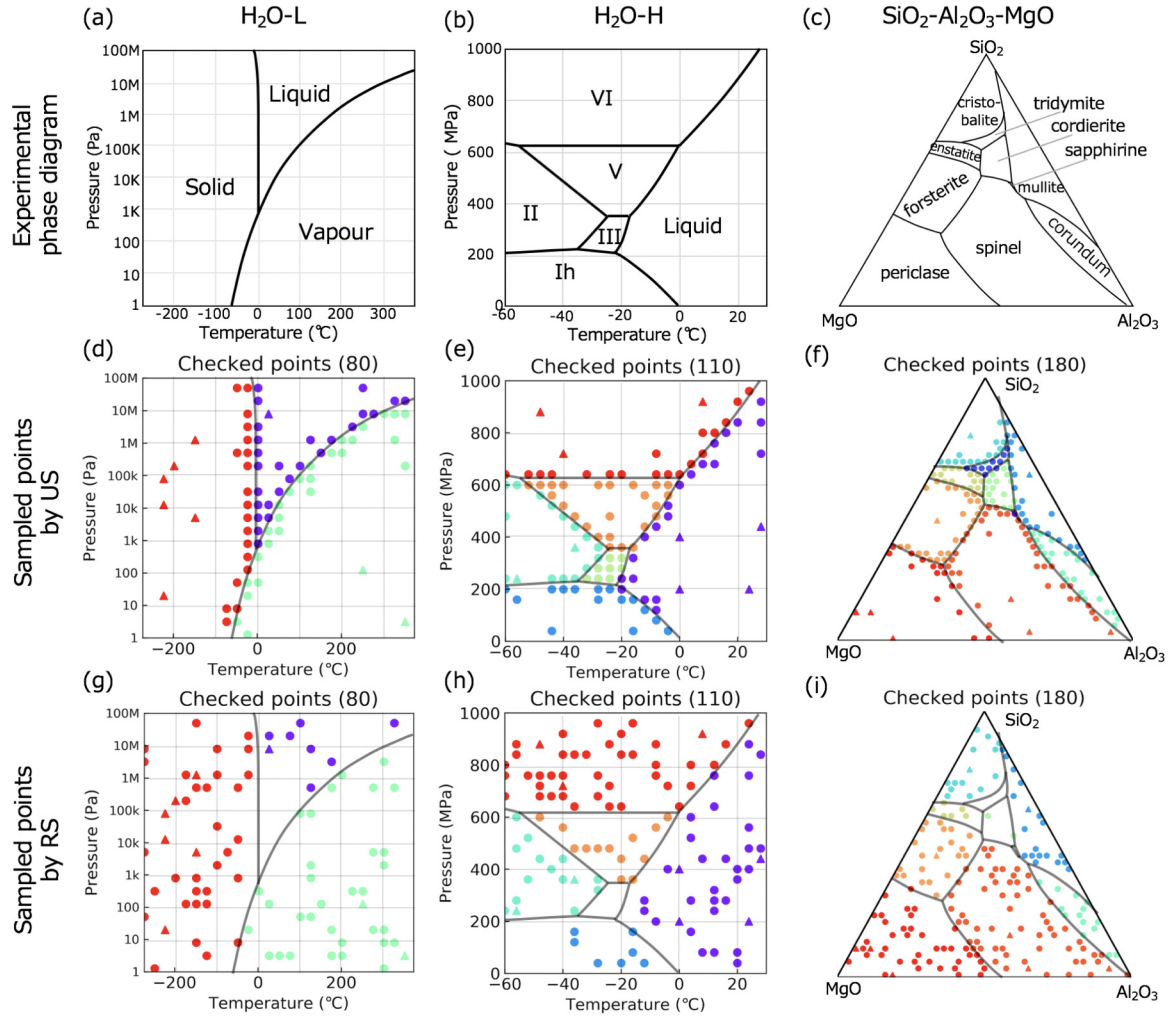 H₂O-L
H₂O-H
SiO₂-Al₂O₃-MgO
Experimental
phase diagram
(a)
Pressure (Pa)
100M
10M
1M
100K
10K
1K
100
10
1
Solid
Liquid
Vapour
-200
-100
0
100
200
300
Temperature (℃)
(b)
Pressure ( MPa)
1000
800
600
400
200
0
VI
V
II
III
Ih
Liquid
-60
-40
-20
0
20
Temperature (℃)
(c)
SiO₂
cristo-
balite
tridymite
cordierite
sapphirine
enstatite
forsterite
mullite
corundum
spinel
periclase
MgO
Al₂O₃
Sampled points
by US
(d)
Checked points (80)
Pressure (Pa)
100M
10M
1M
100k
10k
1k
100
10
1
−200
0
200
Temperature (℃)
(e)
Checked points (110)
Pressure (MPa)
1000
800
600
400
200
0
−60
−40
−20
0
20
Temperature (℃)
(f)
Checked points (180)
SiO₂
MgO
Al₂O₃
Sampled points
by RS
(g)
Checked points (80)
Pressure (Pa)
100M
10M
1M
100k
10k
1k
100
10
1
−200
0
200
Temperature (℃)
(h)
Checked points (110)
Pressure (MPa)
1000
800
600
400
200
0
−60
−40
−20
0
20
Temperature (℃)
(i)
Checked points (180)
SiO₂
MgO
Al₂O₃